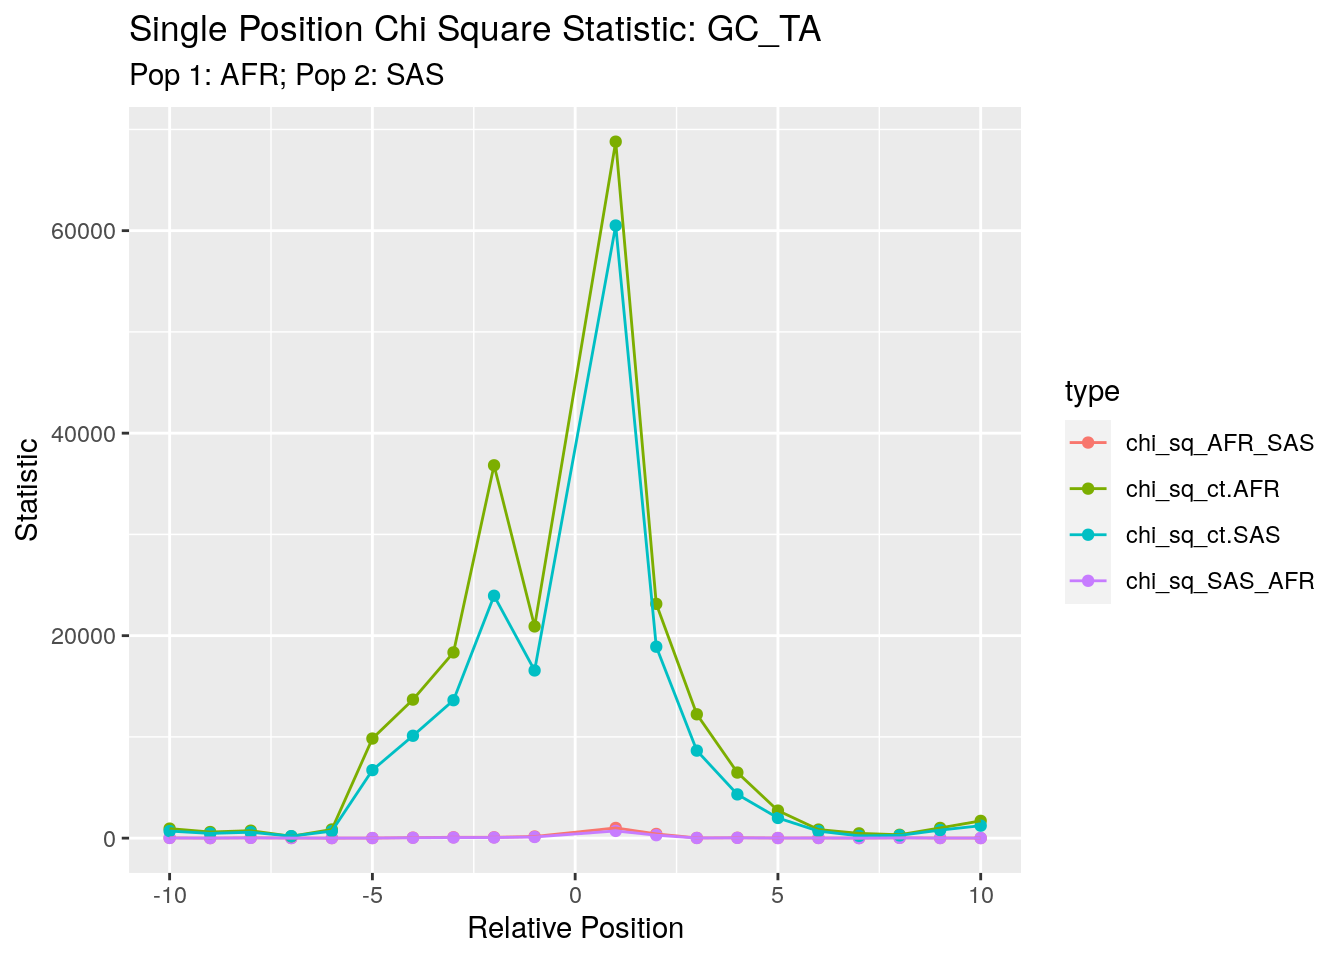 Single Position Chi Square Statistic: GC_TA
Pop 1: AFR; Pop 2: SAS
Statistic
60000
40000
20000
0
-10 -5 0 5 10
Relative Position
type
chi_sq_AFR_SAS
chi_sq_ct.AFR
chi_sq_ct.SAS
chi_sq_SAS_AFR